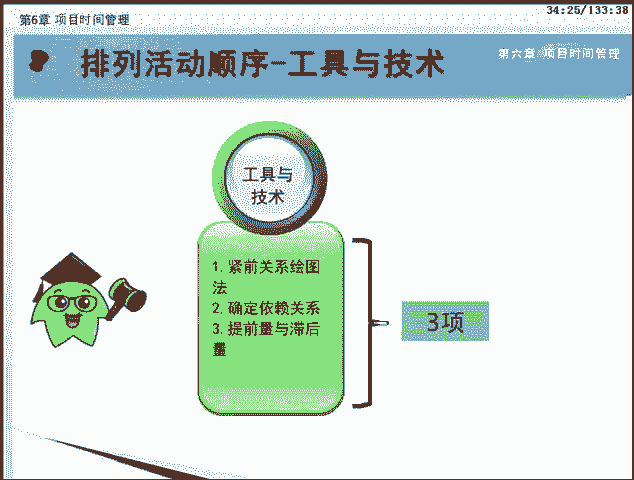 第6章 项目时间管理
34:25/133:38
排列活动顺序-工具与技术
第六章 项目时间管理
工具与
技术
1.紧前关系绘图
法
2.确定依赖关系
3.提前量与滞后
量
3项